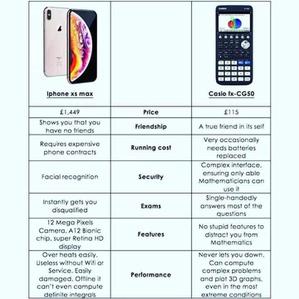 CASIO
Iphone xs max
Casio fx-CG50
£1,449
Price
£115
Shows you that you
have no friends
Friendship
A true friend in its self
Requires expensive
phone contracts
Running cost
Very occasionally
needs batteries
replaced
Facial recognition
Security
Complex interface,
ensuring only able
Mathematicians can
use it
Instantly gets you
disqualified
Exams
Single-handedly
answers most of the
questions
12 Mega Pixels
Camera, A12 Bionic
chip, super Retina HD
display
Features
No stupid features to
distract you from
Mathematics
Over heats easily.
Useless without Wifi or
Service. Easily
damaged. Offline it
can't even compute
definite integrals
Performance
Never lets you down.
Can compute
complex problems
and plot 3D graphs,
even in the most
extreme conditions